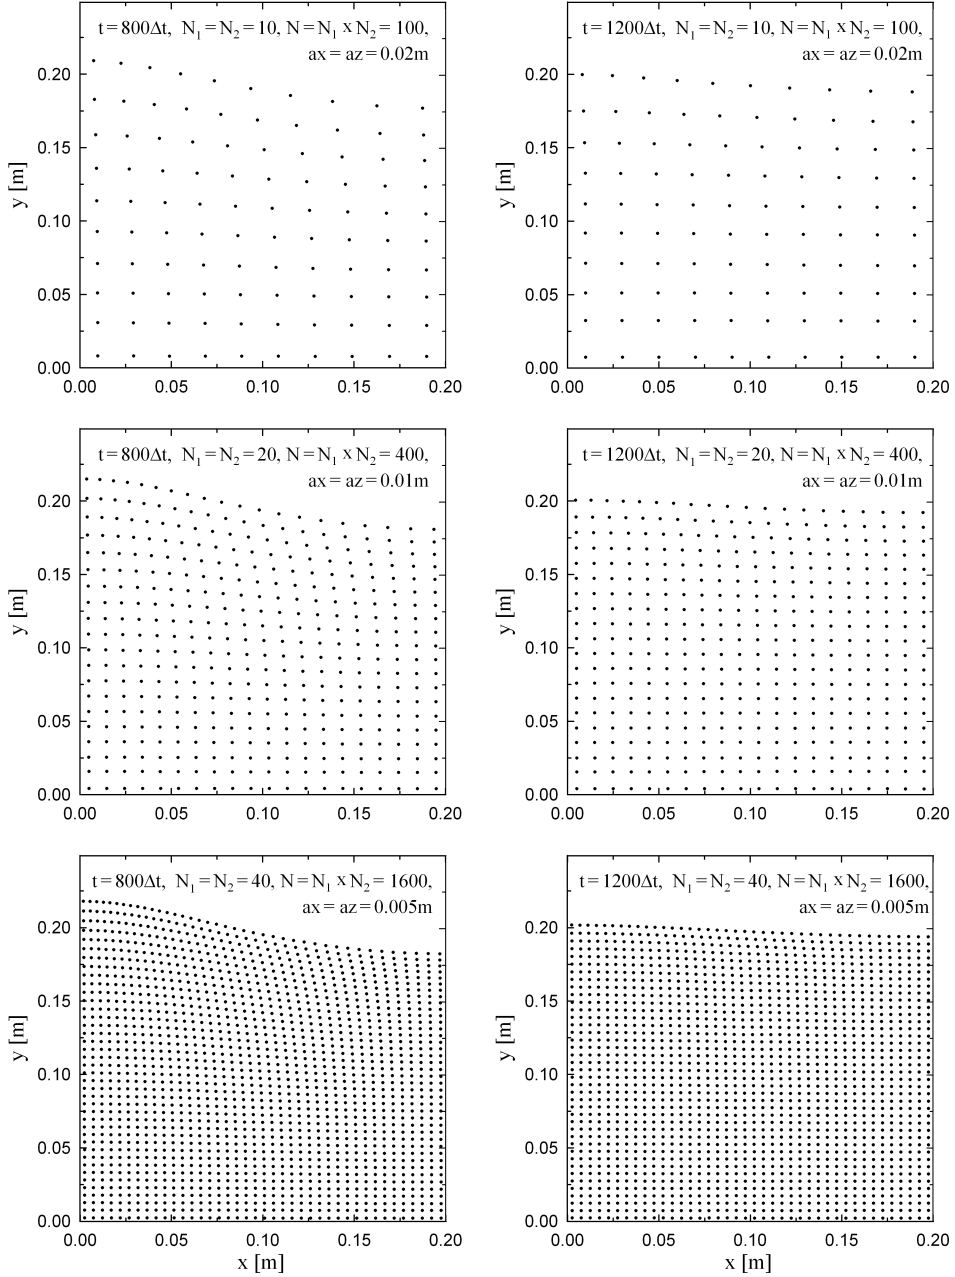 t=800Δt, N₁=N₂=10, N=N₁ x N₂=100,
ax= az=0.02m
0.20
0.15
0.10
0.05
0.00
y [m]
0.00 0.05 0.10 0.15 0.20
t=1200Δt, N₁=N₂=10, N=N₁ x N₂=100,
ax= az=0.02m
0.20
0.15
0.10
0.05
0.00
y [m]
0.00 0.05 0.10 0.15 0.20
t=800Δt, N₁=N₂=20, N=N₁ x N₂=400,
ax= az=0.01m
0.20
0.15
0.10
0.05
0.00
y [m]
0.00 0.05 0.10 0.15 0.20
t=1200Δt, N₁=N₂=20, N=N₁ x N₂=400,
ax= az=0.01m
0.20
0.15
0.10
0.05
0.00
y [m]
0.00 0.05 0.10 0.15 0.20
t=800Δt, N₁=N₂=40, N=N₁ x N₂=1600,
ax= az=0.005m
0.20
0.15
0.10
0.05
0.00
y [m]
0.00 0.05 0.10 0.15 0.20
x [m]
t=1200Δt, N₁=N₂=40, N=N₁ x N₂=1600,
ax= az=0.005m
0.20
0.15
0.10
0.05
0.00
y [m]
0.00 0.05 0.10 0.15 0.20
x [m]